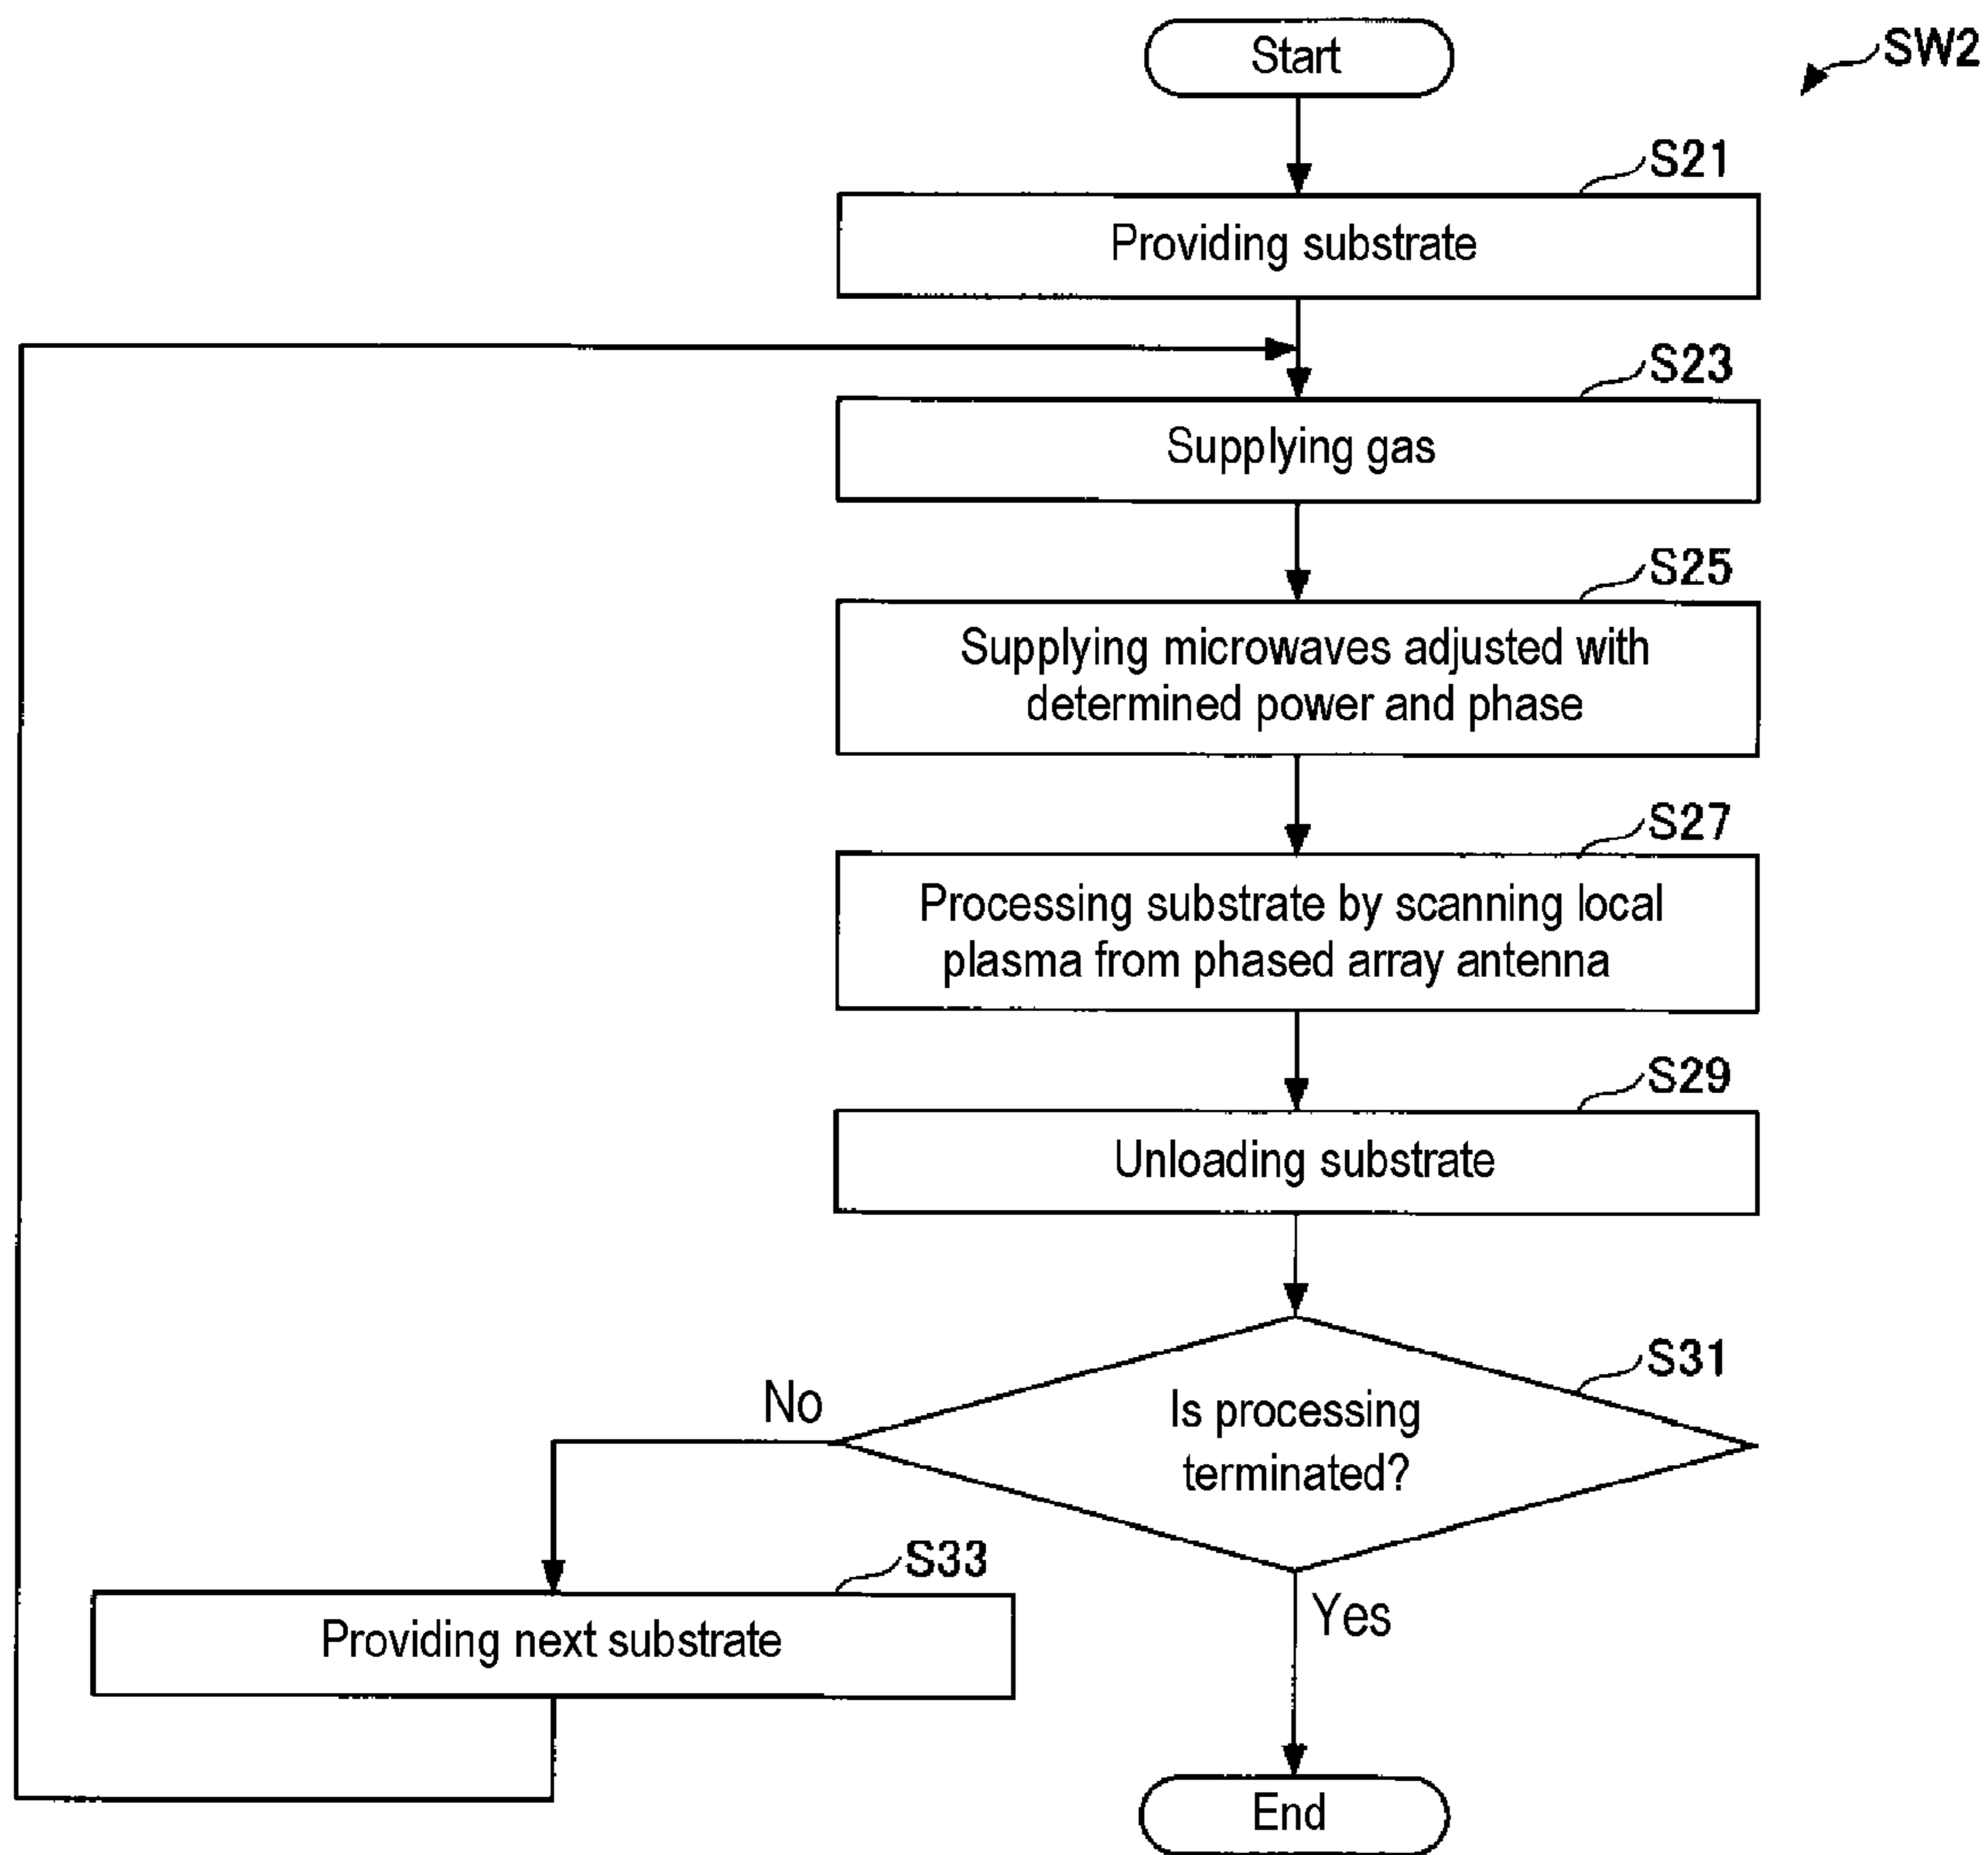 Start
SW2
S21
Providing substrate
S23
Supplying gas
S25
Supplying microwaves adjusted with
determined power and phase
S27
Processing substrate by scanning local
plasma from phased array antenna
S29
Unloading substrate
S31
No
Is processing
terminated?
S33
Yes
Providing next substrate
End